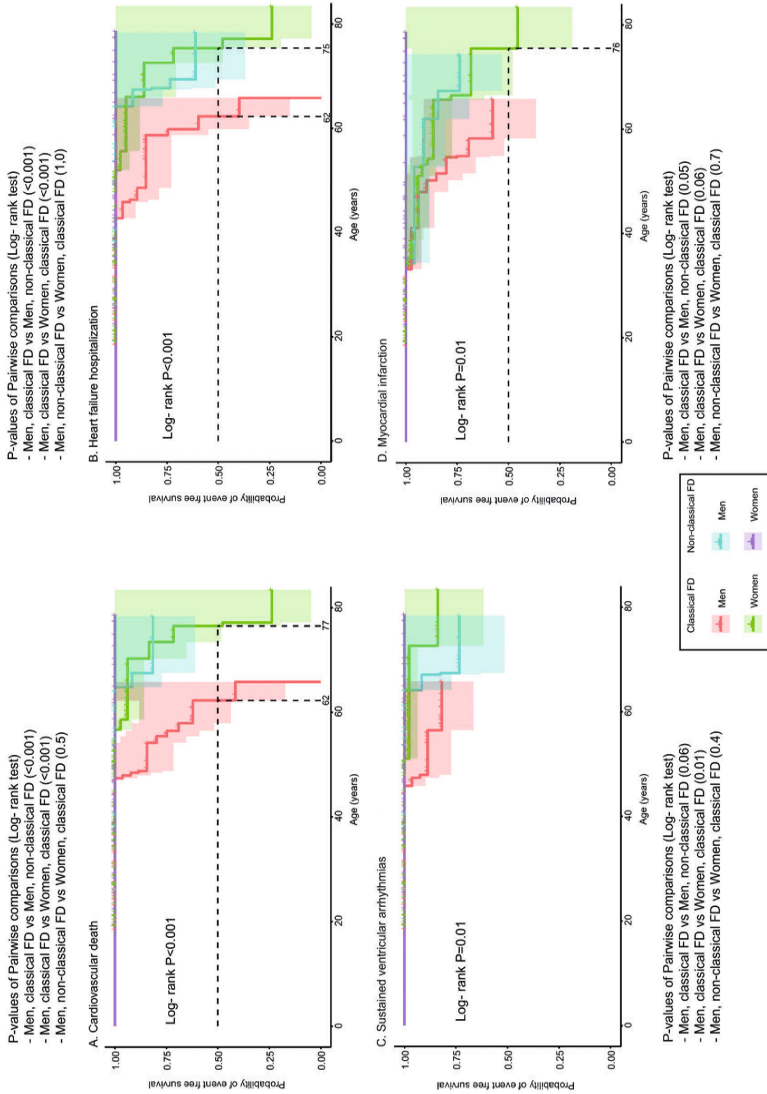 P-values of Pairwise comparisons (Log- rank test)
- Men, classical FD vs Men, non-classical FD (<0.001)
- Men, classical FD vs Women, classical FD (<0.001)
- Men, non-classical FD vs Women, classical FD (0.5)
A. Cardiovascular death
Probability of event free survival
1.00
0.75
0.50
0.25
0.00
Log- rank P<0.001
62
77
0
20
40
60
80
Age (years)
P-values of Pairwise comparisons (Log- rank test)
- Men, classical FD vs Men, non-classical FD (<0.001)
- Men, classical FD vs Women, classical FD (<0.001)
- Men, non-classical FD vs Women, classical FD (1,0)
B. Heart failure hospitalization
Probability of event free survival
1.00
0.75
0.50
0.25
0.00
Log- rank P<0.001
62
75
0
20
40
60
80
Age (years)
C. Sustained ventricular arrhythmias
Probability of event free survival
1.00
0.75
0.50
0.25
0.00
Log- rank P=0.01
0
20
40
60
80
Age (years)
P-values of Pairwise comparisons (Log- rank test)
- Men, classical FD vs Men, non-classical FD (0.06)
- Men, classical FD vs Women, classical FD (0.01)
- Men, non-classical FD vs Women, classical FD (0.4)
D. Myocardial infarction
Probability of event free survival
1.00
0.75
0.50
0.25
0.00
Log- rank P=0.01
76
0
20
40
60
80
Age (years)
P-values of Pairwise comparisons (Log- rank test)
- Men, classical FD vs Men, non-classical FD (0.05)
- Men, classical FD vs Women, classical FD (0.06)
- Men, non-classical FD vs Women, classical FD (0.7)
Classical FD
Non-classical FD
Men
Men
Women
Women